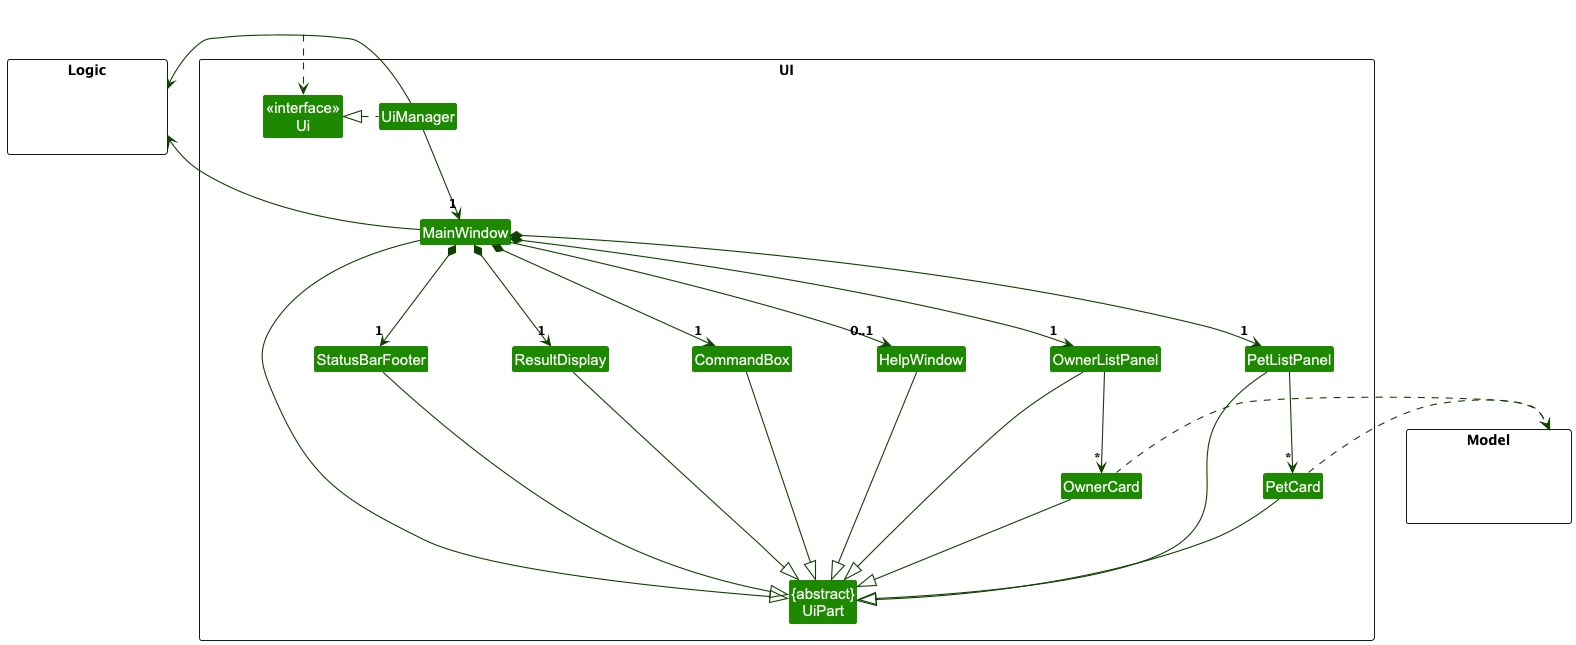 Logic
UI
«interface»
Ui
UiManager
1
MainWindow
1
1
1
0..1
1
1
StatusBarFooter
ResultDisplay
CommandBox
HelpWindow
OwnerListPanel
PetListPanel
Model
*
*
OwnerCard
PetCard
{abstract}
UiPart